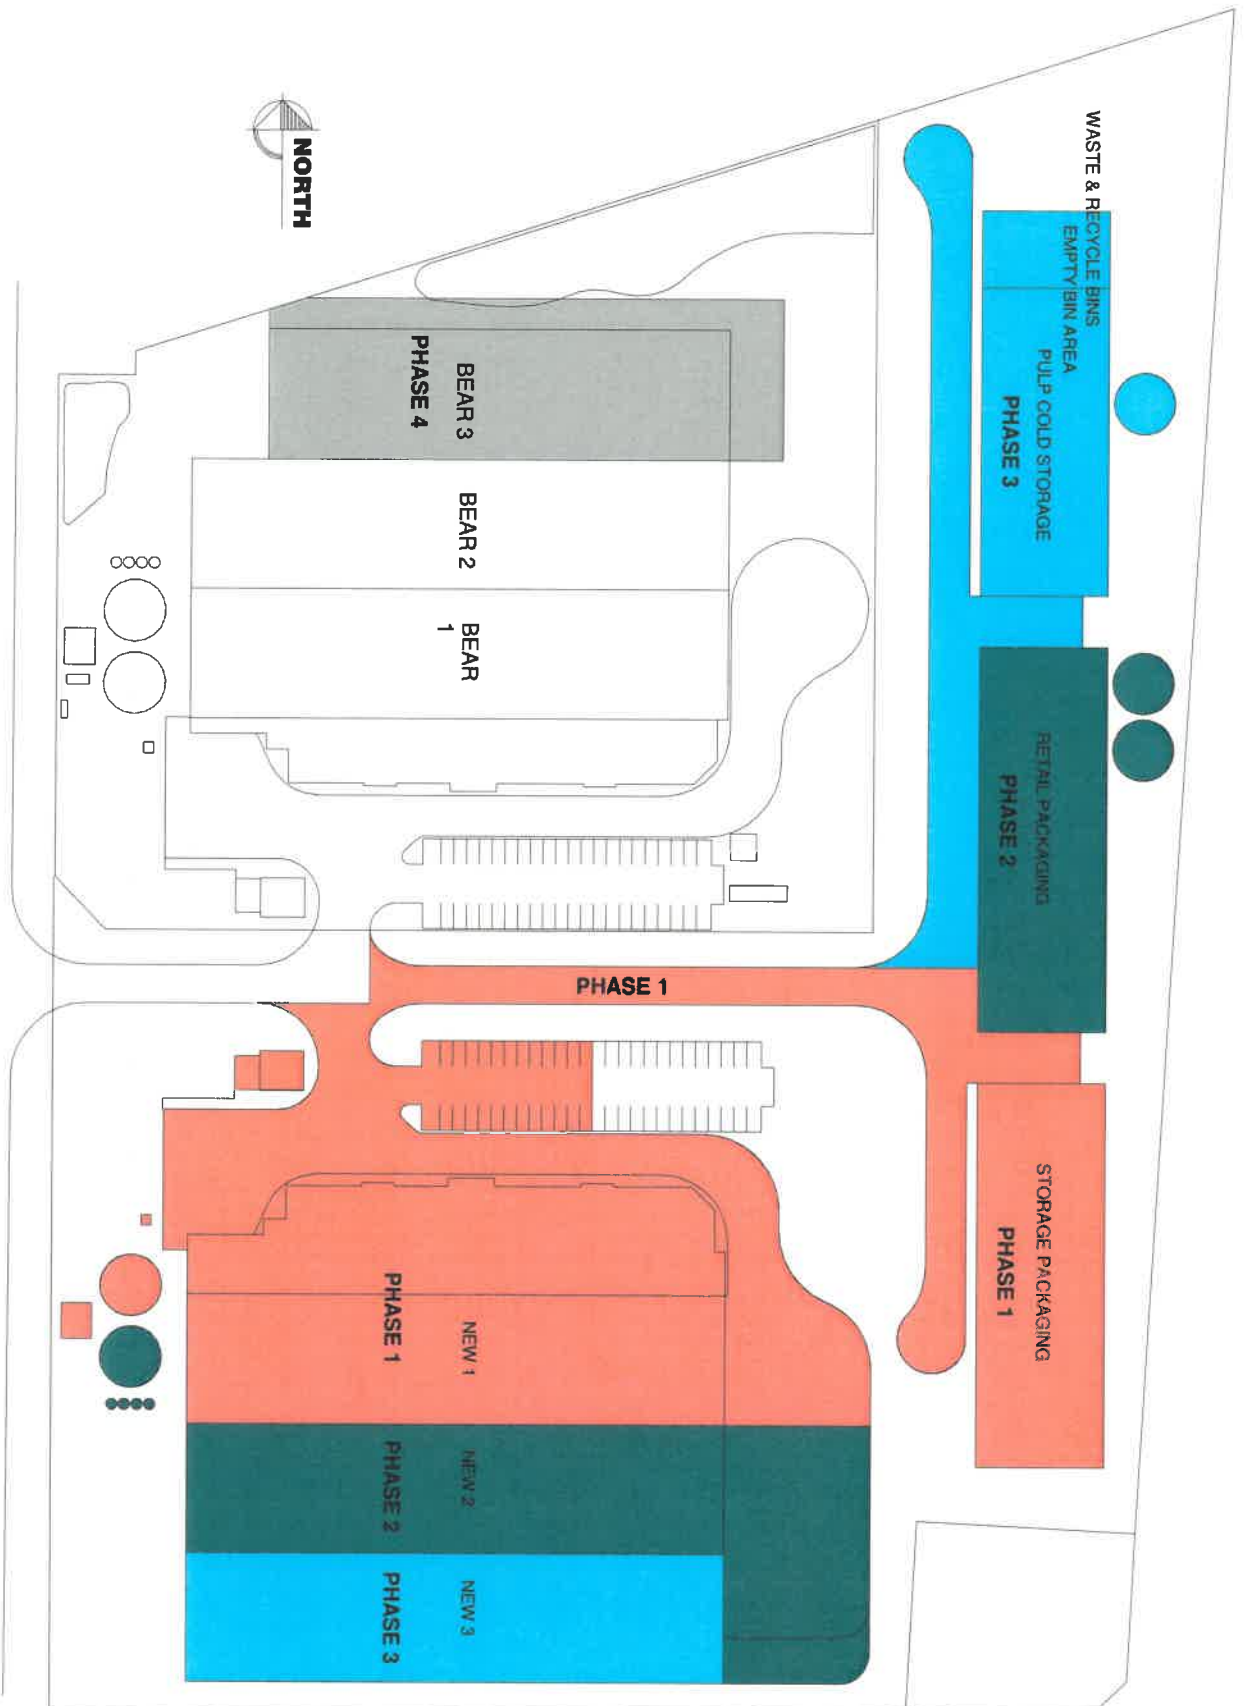 WASTE & RECYCLE BINS
EMPTY BIN AREA
PULP COLD STORAGE
PHASE 3
RETAIL PACKAGING
PHASE 2
STORAGE PACKAGING
PHASE 1
NORTH
BEAR 3
PHASE 4
BEAR 2
BEAR
1
PHASE 1
NEW 1
PHASE 1
NEW 2
PHASE 2
NEW 3
PHASE 3